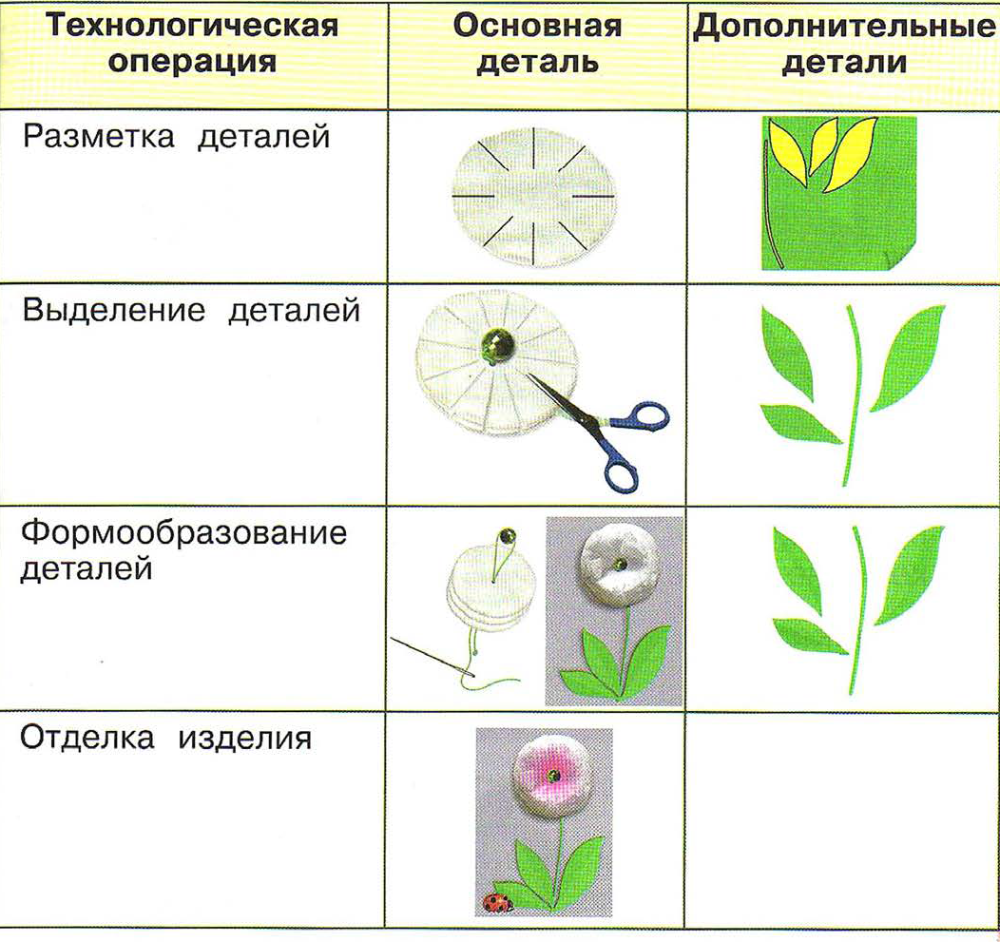 Технологическая
операция
Основная
деталь
Дополнительные
детали
Разметка деталей
Выделение деталей
Формообразование
деталей
Отделка изделия